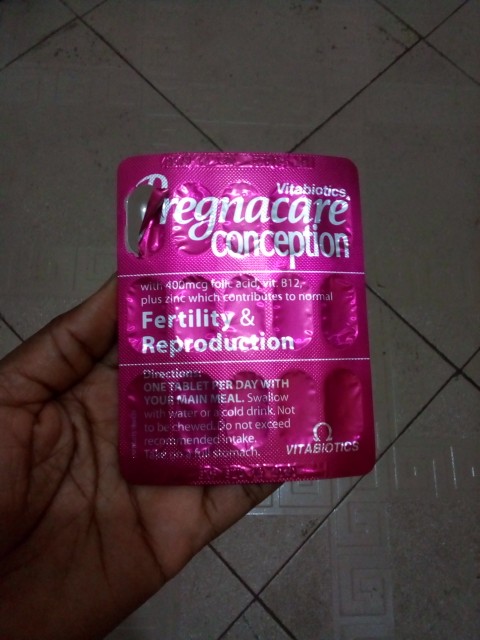 Vitabiotics
Pregnacare
conception
with 400mcg folic acid, vit. B12,
plus zinc which contributes to normal
Fertility &
Reproduction
Directions:
ONE TABLET PER DAY WITH
YOUR MAIN MEAL. Swallow
with water or a cold drink. Not
to be chewed. Do not exceed
recommended intake.
Take on a full stomach.
VITABIOTICS